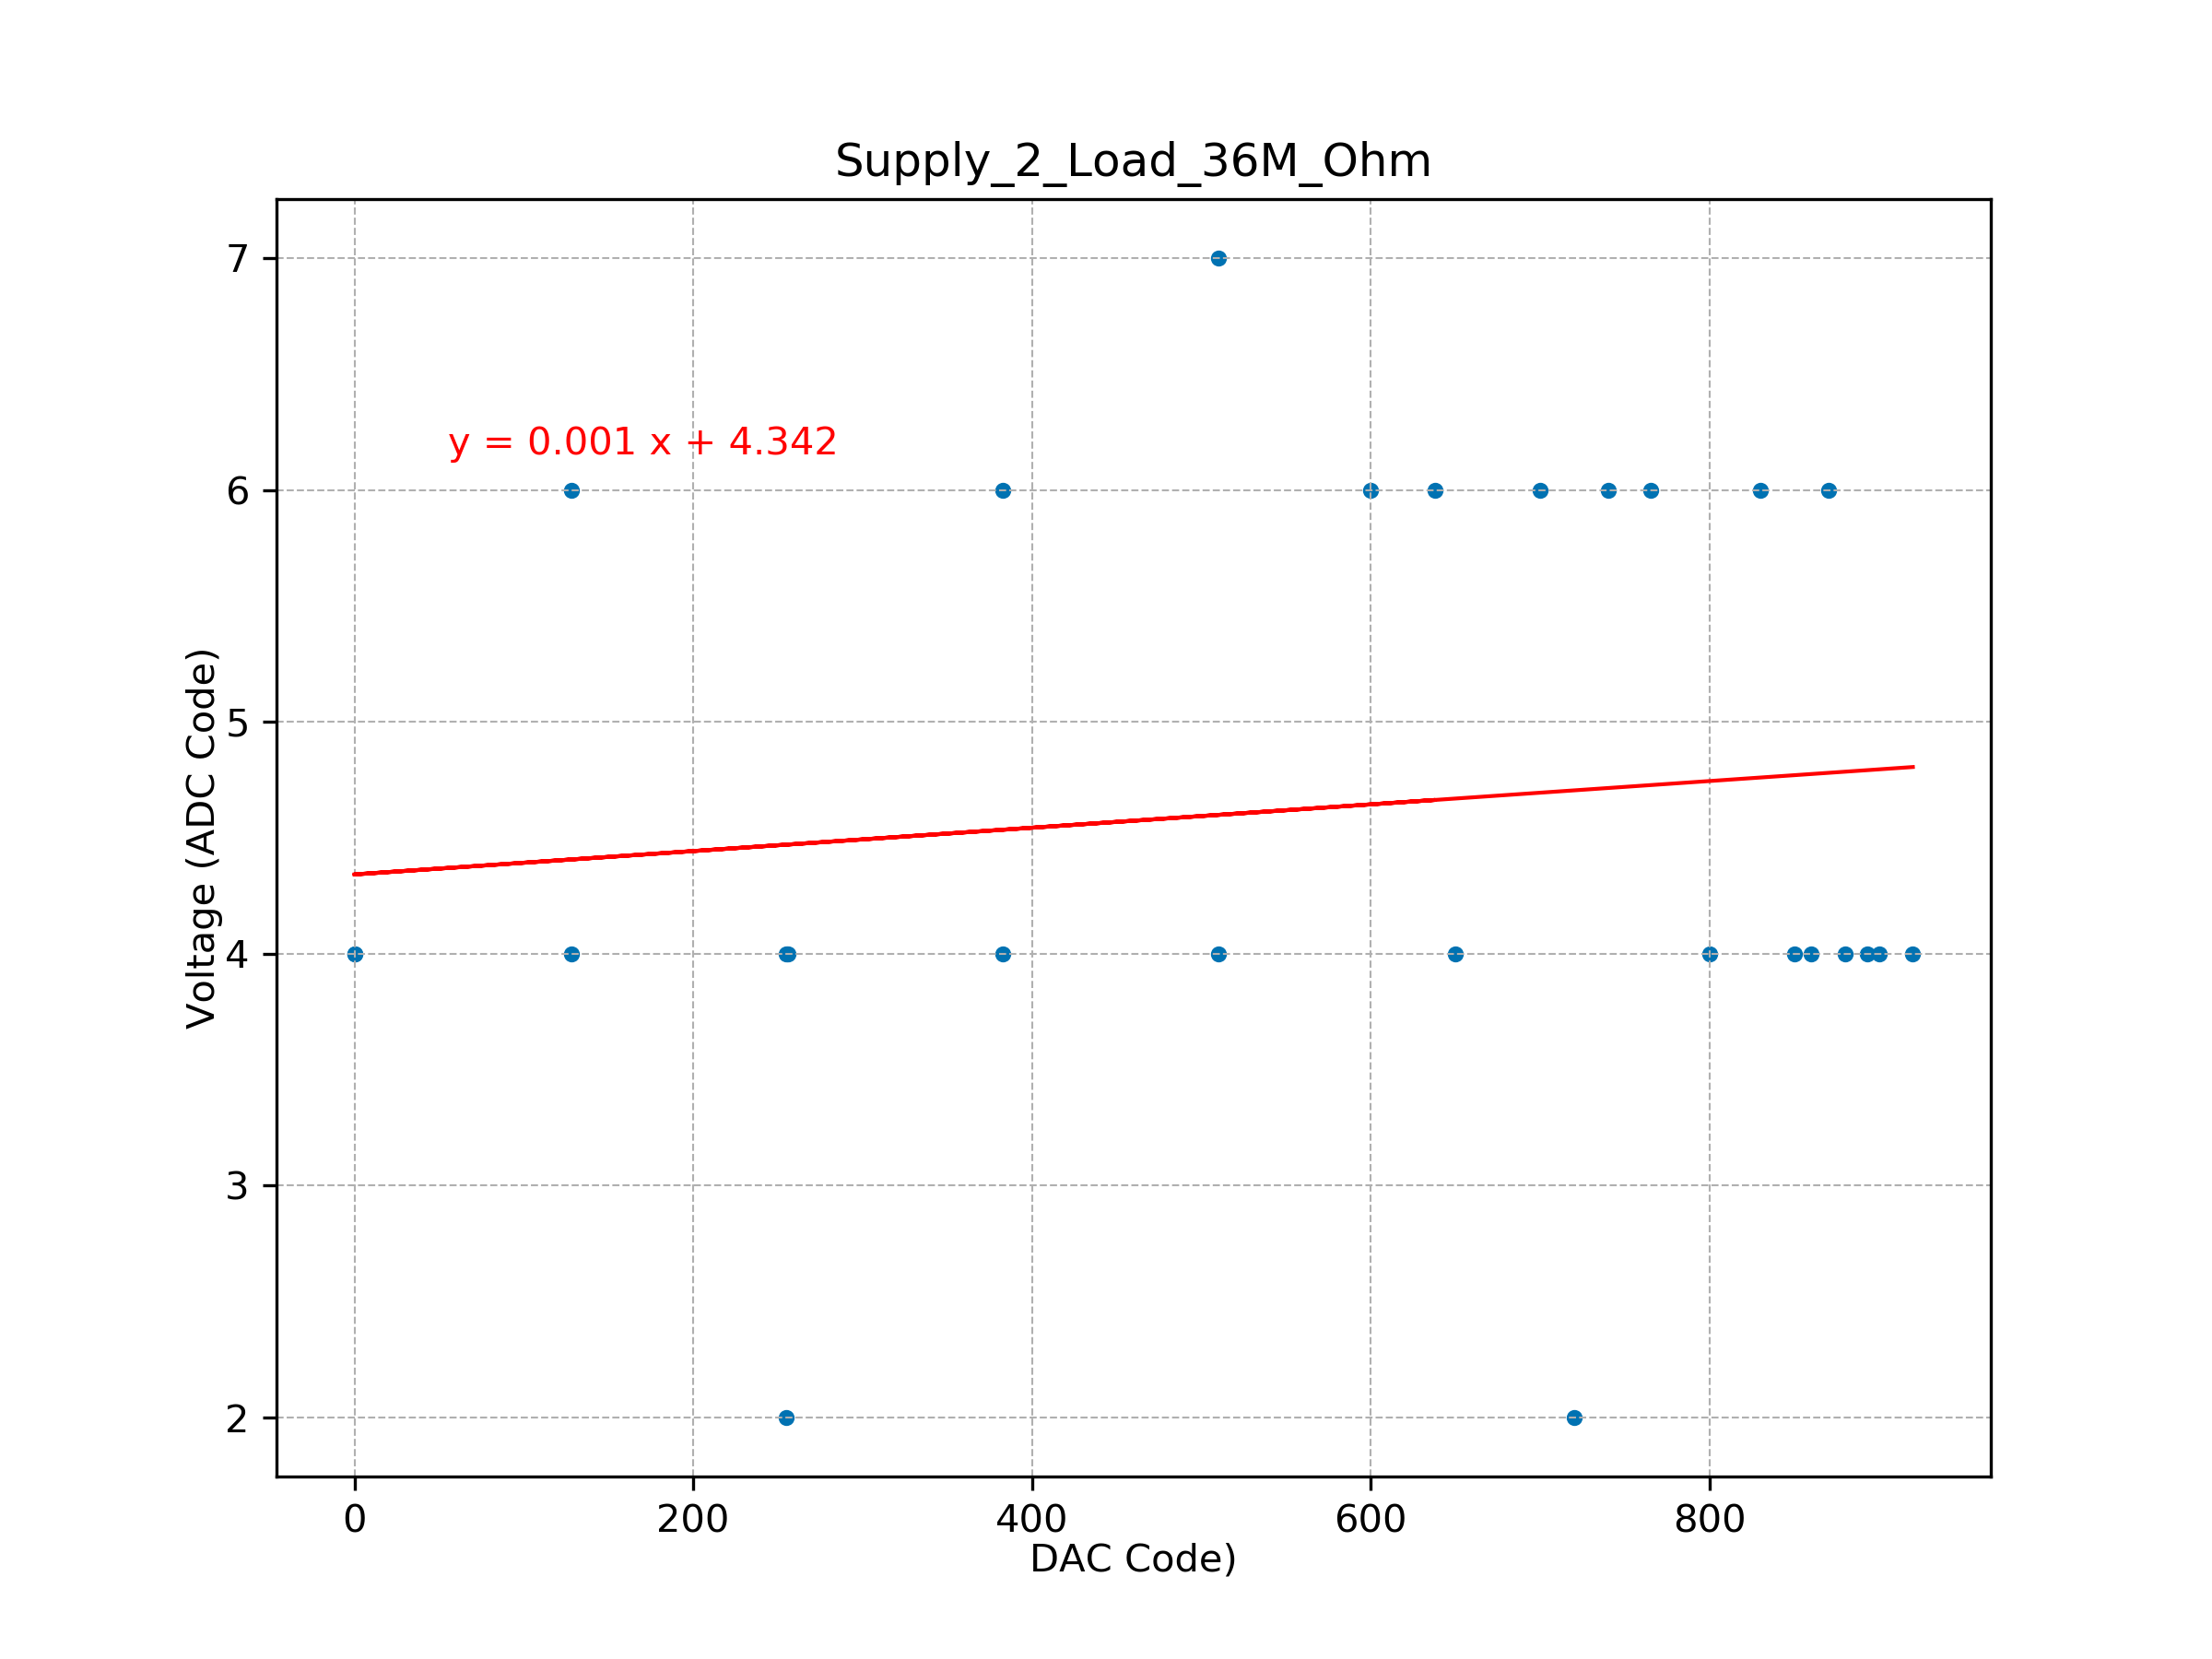 Supply_2_Load_36M_Ohm
7
y = 0.001 x + 4.342
6
5
Voltage (ADC Code)
4
3
2
0 200 400 600 800
DAC Code)